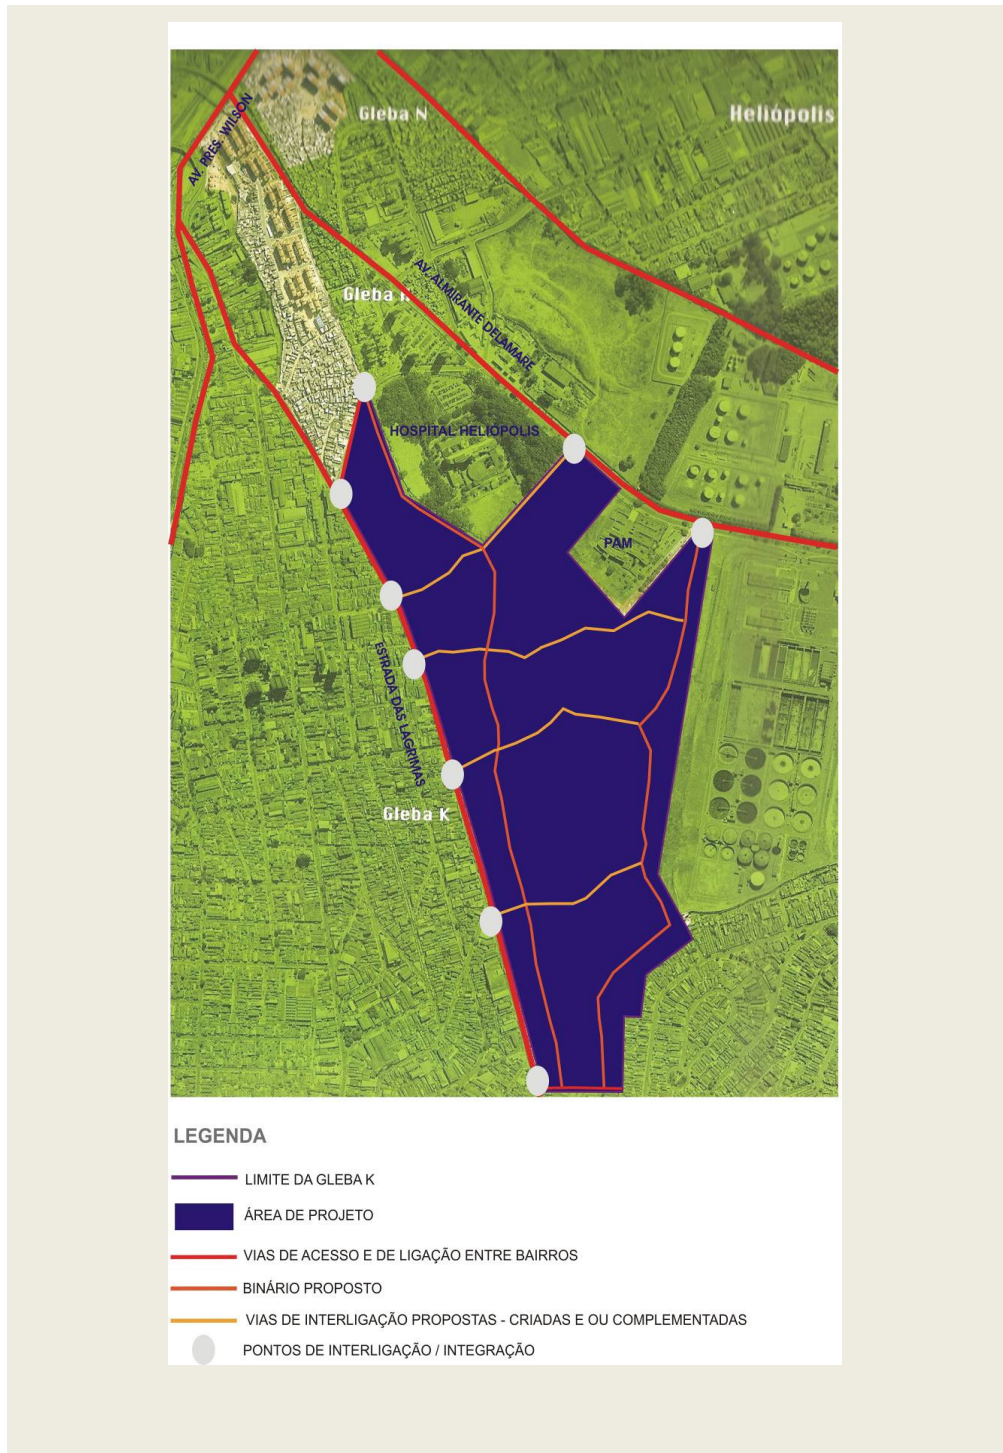 Gleba N
Heliópolis
AV. PRES. WILSON
AV. ALMIRANTE DELAMARE
Gleba
HOSPITAL HELIÓPOLIS
PAM
ESTRADA DAS LAGRIMAS
Gleba K
LEGENDA
LIMITE DA GLEBA K
ÁREA DE PROJETO
VIAS DE ACESSO E DE LIGAÇÃO ENTRE BAIRROS
BINÁRIO PROPOSTO
VIAS DE INTERLIGAÇÃO PROPOSTAS - CRIADAS E OU COMPLEMENTADAS
PONTOS DE INTERLIGAÇÃO / INTEGRAÇÃO